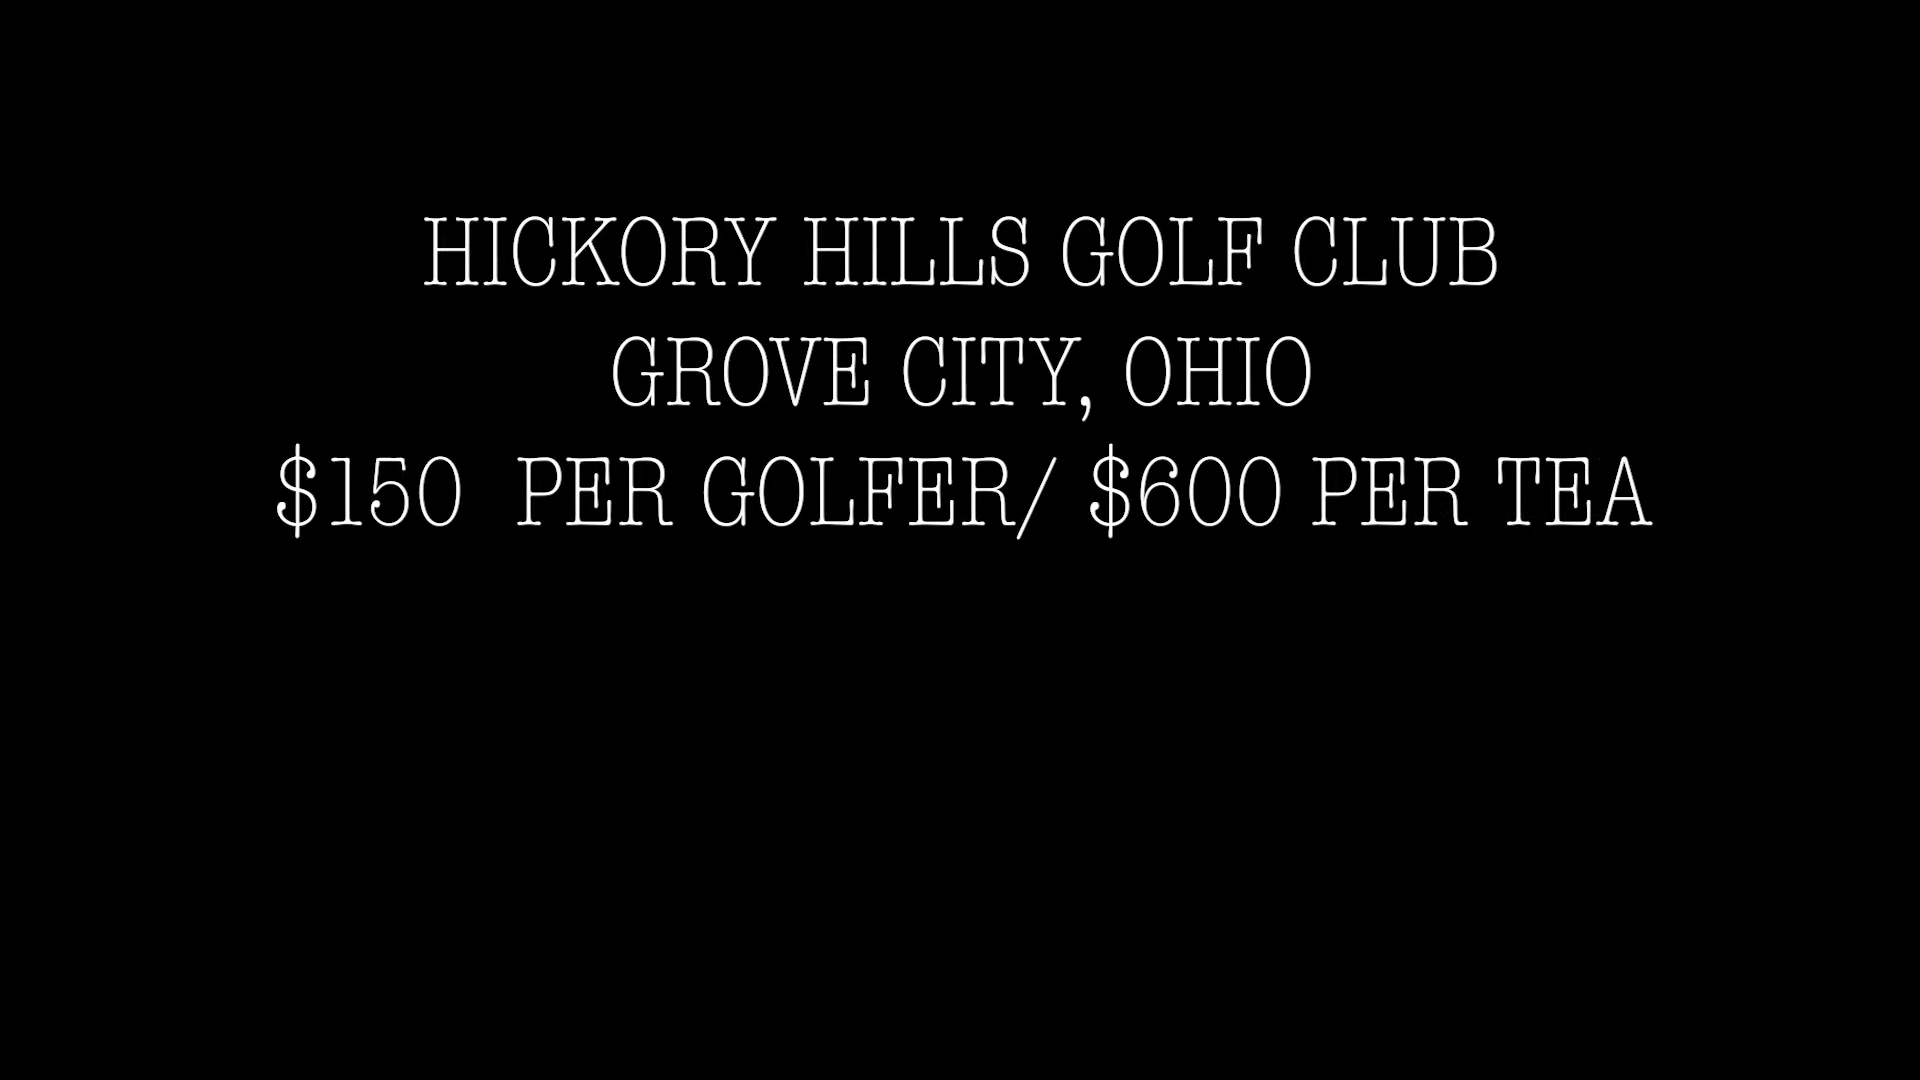 HICKORY HILLS GOLF CLUB
GROVE CITY, OHIO
$150  PER GOLFER/ $600 PER TEA